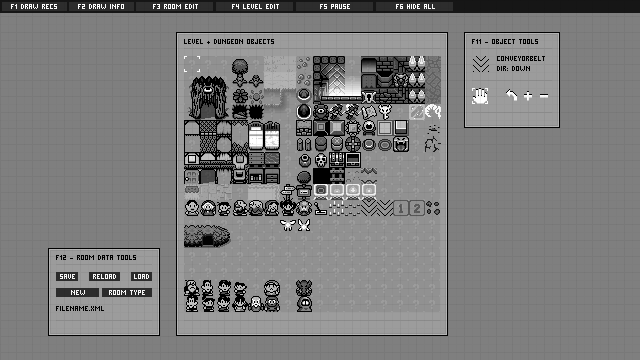 F1 DRAW RECS F2 DRAW INFO F3 ROOM EDIT F4 LEVEL EDIT F5 PAUSE F6 HIDE ALL
LEVEL + DUNGEON OBJECTS
F11 - OBJECT TOOLS
CONVEYORBELT
DIR: DOWN
1 2
F12 - ROOM DATA TOOLS
SAVE RELOAD LOAD
NEW ROOM TYPE
FILENAME.XML